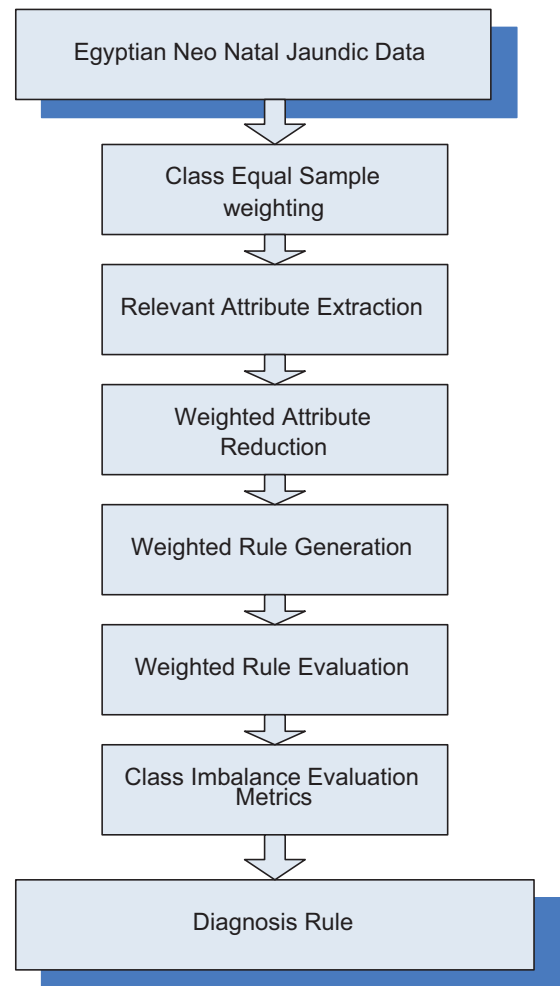 Egyptian Neo Natal Jaundic Data
Class Equal Sample
weighting
Relevant Attribute Extraction
Weighted Attribute
Reduction
Weighted Rule Generation
Weighted Rule Evaluation
Class Imbalance Evaluation
Metrics
Diagnosis Rule